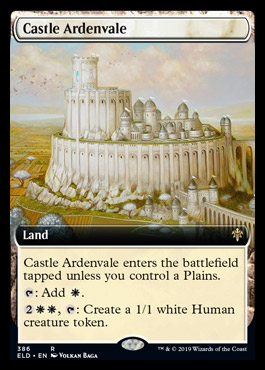 Castle Ardenvale
Land
Castle Ardenvale enters the battlefield
tapped unless you control a Plains.
: Add .
2, : Create a 1/1 white Human
creature token.
386 R
ELD • EN VOLKAN BAGA
™ & © 2019 Wizards of the Coast